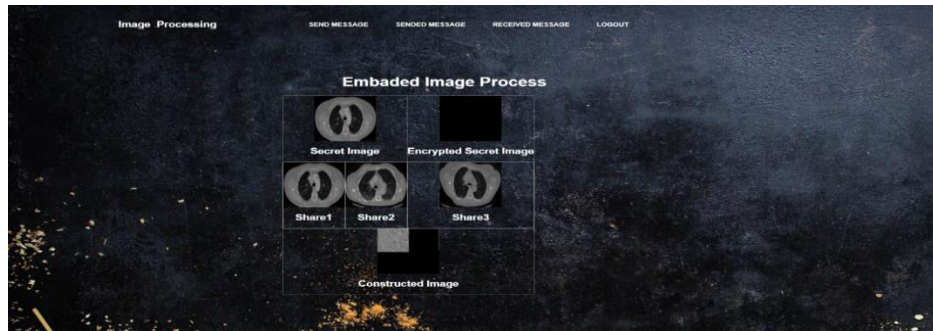 Image Processing SEND MESSAGE SENDED MESSAGE RECEIVED MESSAGE LOGOUT
Embaded Image Process
Secret Image Encrypted Secret Image
Share1 Share2 Share3
Constructed Image